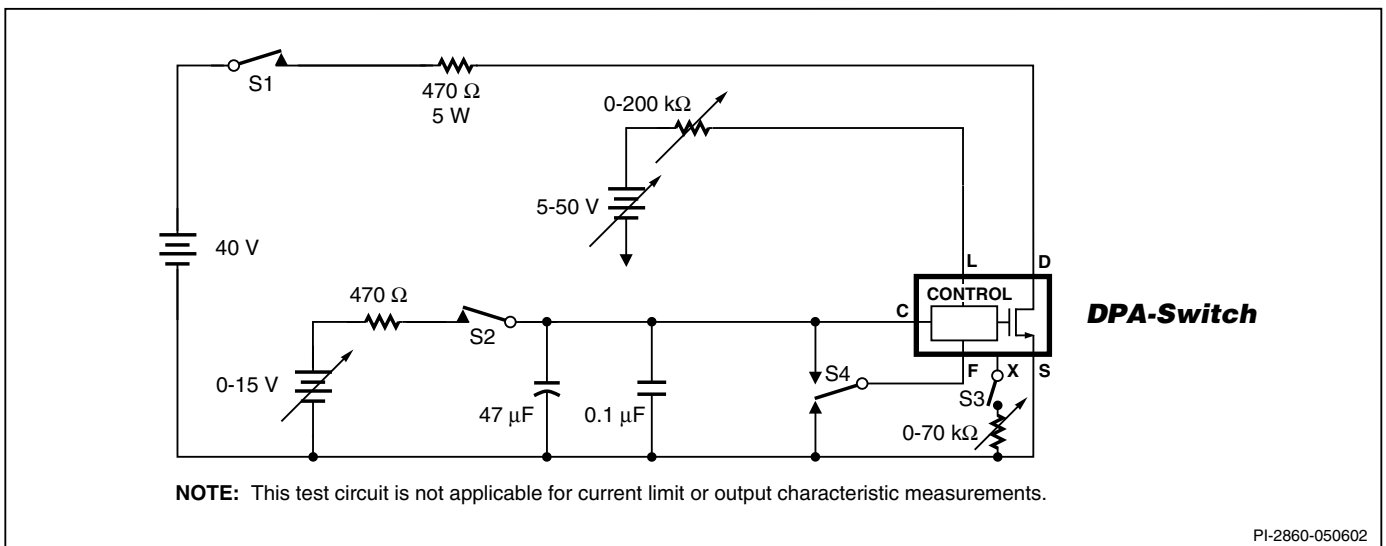 S1
470 Ω
5 W
0-200 kΩ
5-50 V
40 V
L
D
CONTROL
C
DPA-Switch
470 Ω
S2
F
X
S
S4
S3
0-15 V
47 μF
0.1 μF
0-70 kΩ
NOTE: This test circuit is not applicable for current limit or output characteristic measurements.
PI-2860-050602